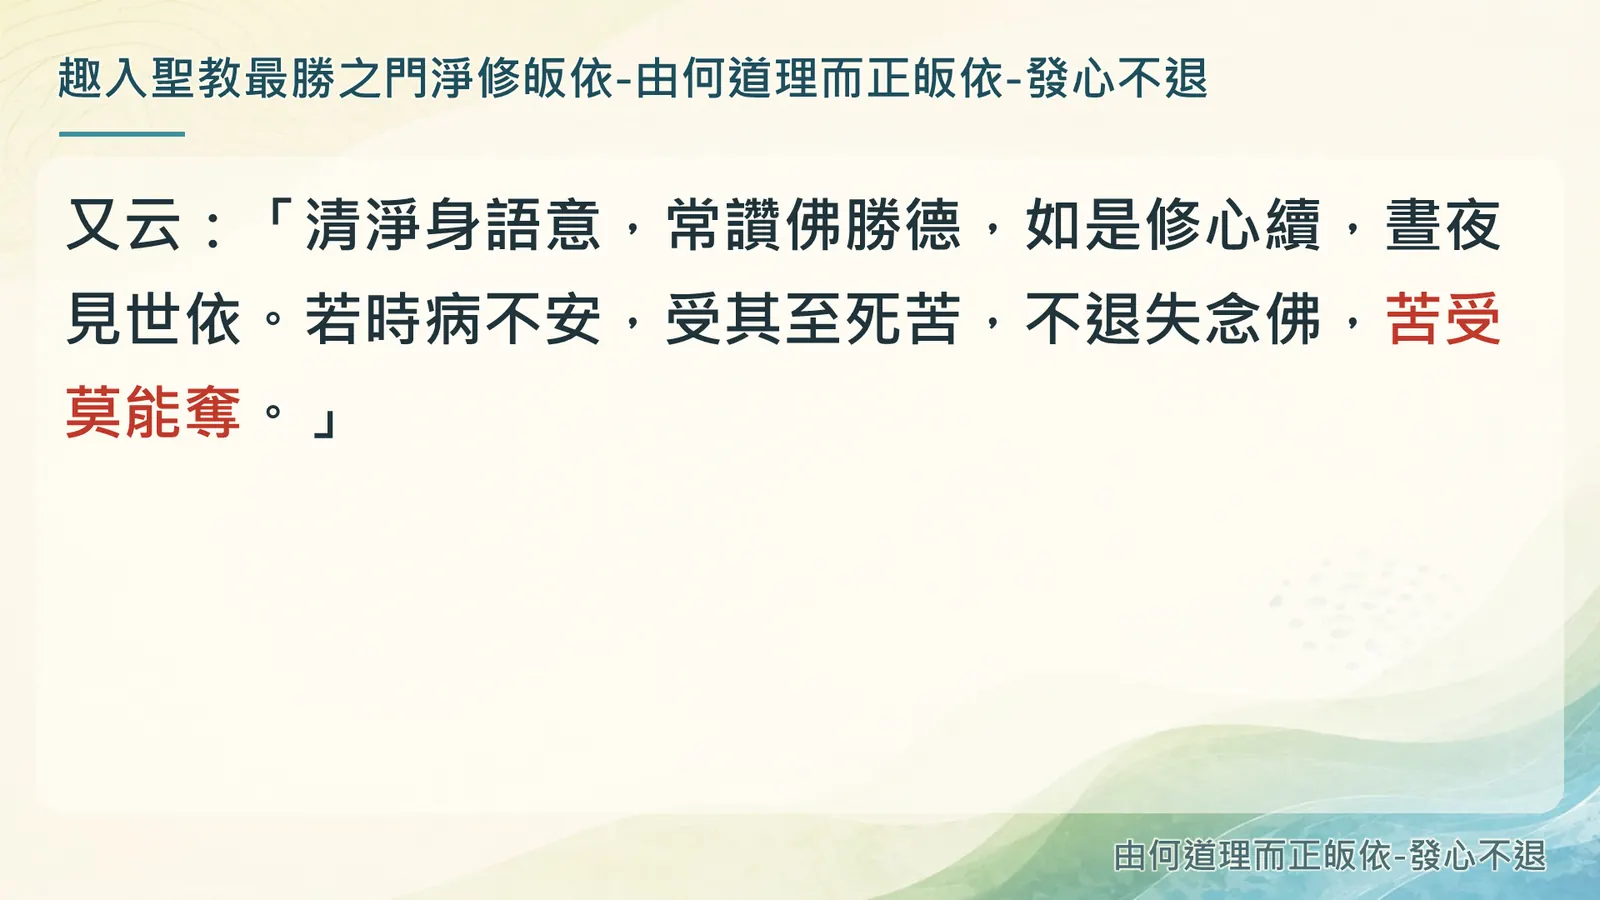 趣入聖教最勝之門淨修皈依-由何道理而正皈依-發心不退
又云：「清淨身語意，常讚佛勝德，如是修心續，晝夜
見世依。若時病不安，受其至死苦，不退失念佛，苦受
莫能奪。」
由何道理而正皈依-發心不退